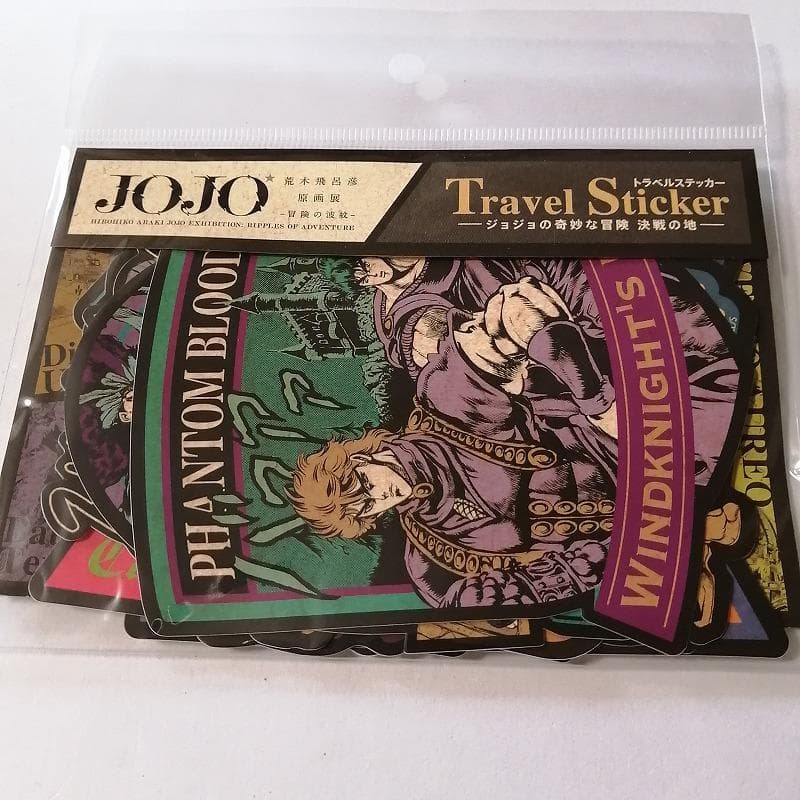 JOJO
荒木飛呂彦
原画展
-冒険の波紋-
HIROHIKO ARAKI JOJO EXHIBITION: RIPPLES OF ADVENTURE
トラベルステッカー
Travel Sticker
ジョジョの奇妙な冒険 決戦の地
PHANTOM BLOOD
WINDKNIGHT'S